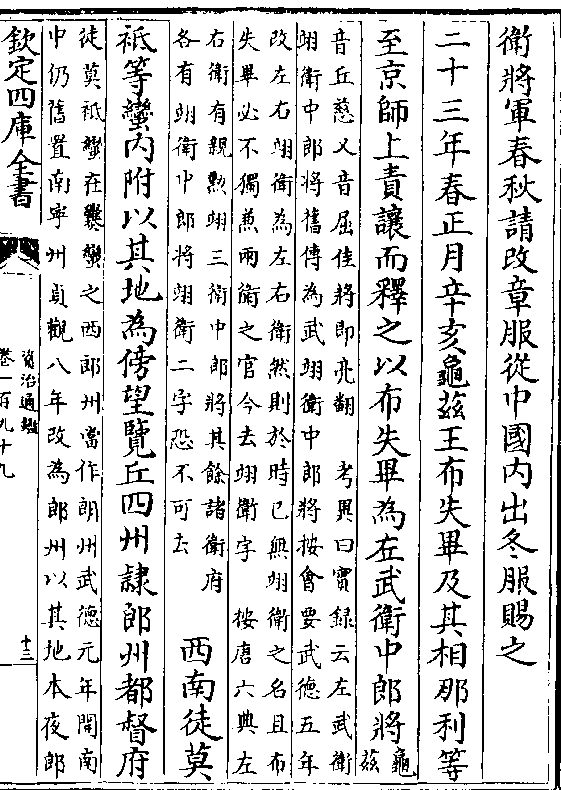 衛將軍春秋請改章服從中國内出冬服賜之
二十三年春正月辛亥龜兹王布失畢及其相那利等
至京師上責讓而釋之以布失畢為左武衛中郎將龜兹
音丘慈又音屈佳將即亮翻 考異曰實録云左武衛
翊衛中郎將舊傳為武翊衛中郎將按會要武德五年
改左右翊衛為左右衛然則於時已無翊衛之名且布
失畢必不獨兼兩衛之官今去翊衛字 按唐六典左
右衛有親勲翊三衛中郎將其餘諸衛府
各有翊衛中郎將翊衛二字恐不可去
西南徒莫
祗等蠻内附以其地為傍望覽丘四州隷郎州都督府
徒莫祗蠻在爨蠻之西郎州當作朗州武德元年開南
中仍舊置南寧州貞觀八年改為郎州以其地本夜郎
欽定四庫全書
資治通鑑
卷一百九十九
十三